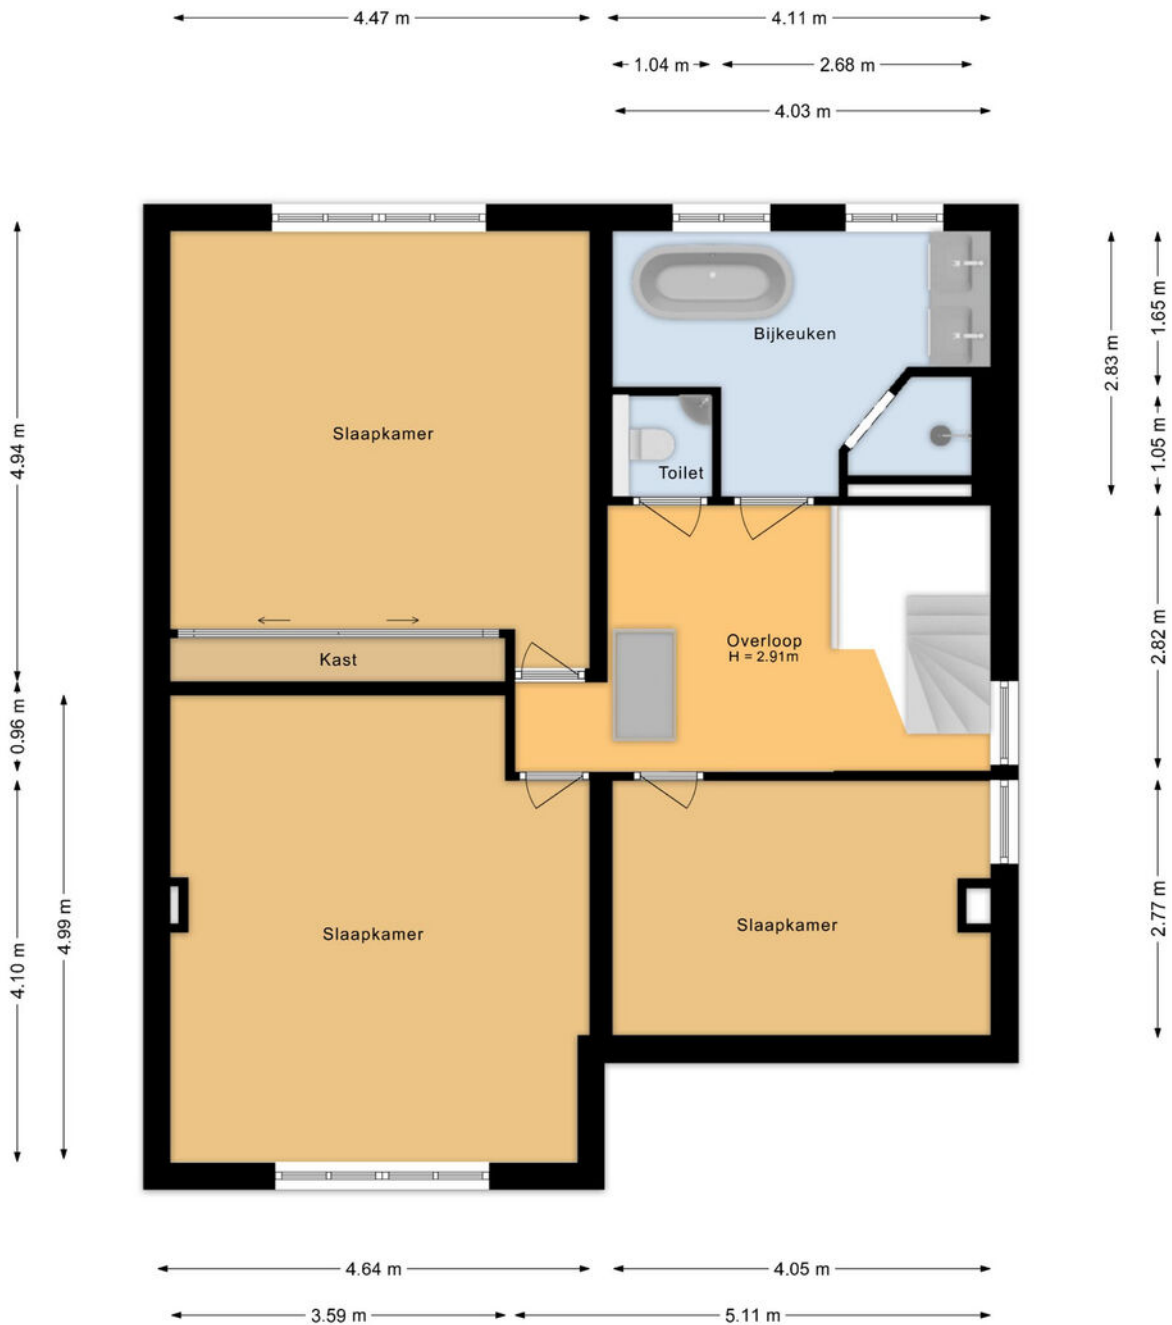 4.47 m
4.11 m
1.04 m
2.68 m
4.03 m
Bijkeuken
Slaapkamer
Toilet
Kast
Overloop
H = 2.91m
Slaapkamer
Slaapkamer
4.94 m
0.96 m
4.10 m
4.99 m
2.83 m
1.65 m
1.05 m
2.82 m
2.77 m
4.64 m
4.05 m
3.59 m
5.11 m